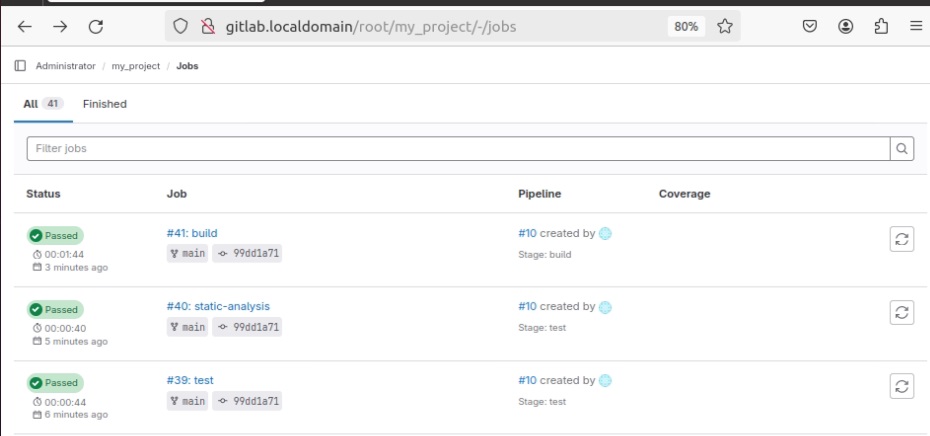 gitlab.localdomain/root/my_project/-/jobs 80%
Administrator / my_project / Jobs
All 41 Finished
Filter jobs
Status Job Pipeline Coverage
Passed #41: build #10 created by
00:01:44 main 99dd1a71 Stage: build
3 minutes ago
Passed #40: static-analysis #10 created by
00:00:40 main 99dd1a71 Stage: test
5 minutes ago
Passed #39: test #10 created by
00:00:44 main 99dd1a71 Stage: test
6 minutes ago